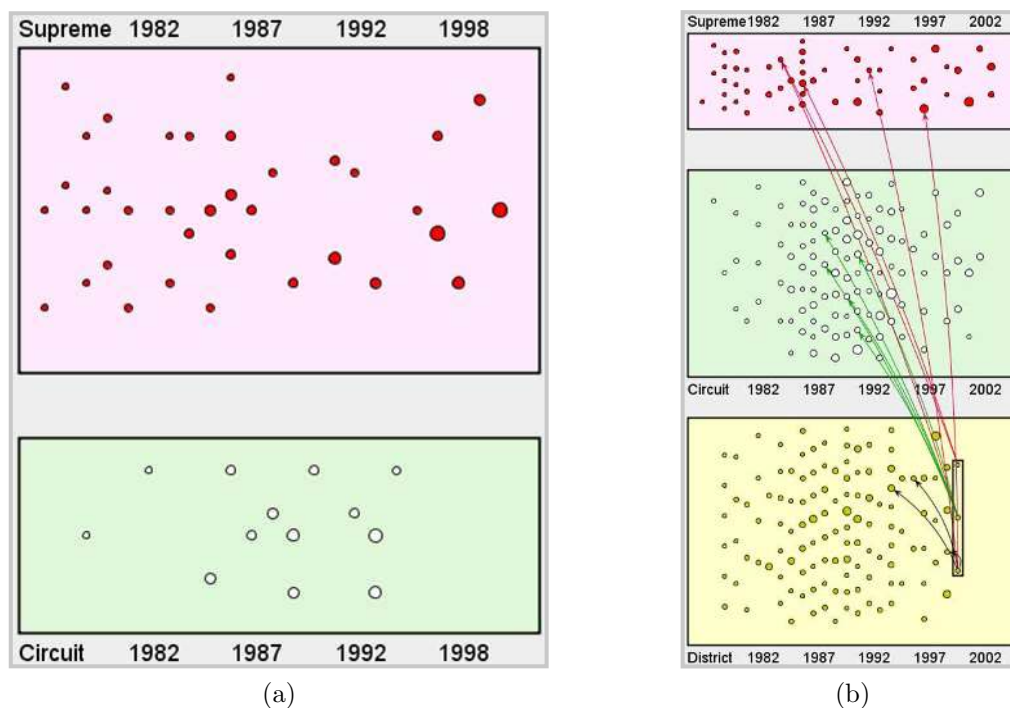 Supreme 1982 1987 1992 1998
Circuit 1982 1987 1992 1998
(a)
Supreme 1982 1987 1992 1997 2002
Circuit 1982 1987 1992 1997 2002
District 1982 1987 1992 1997 2002
(b)